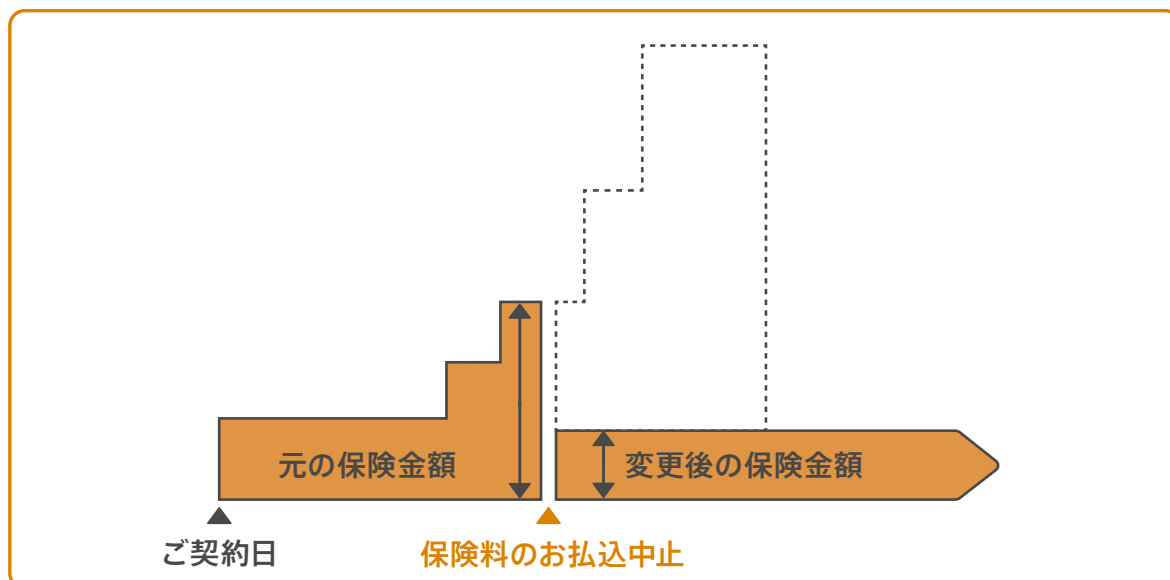 元の保険金額
変更後の保険金額
ご契約日
保険料のお払込中止